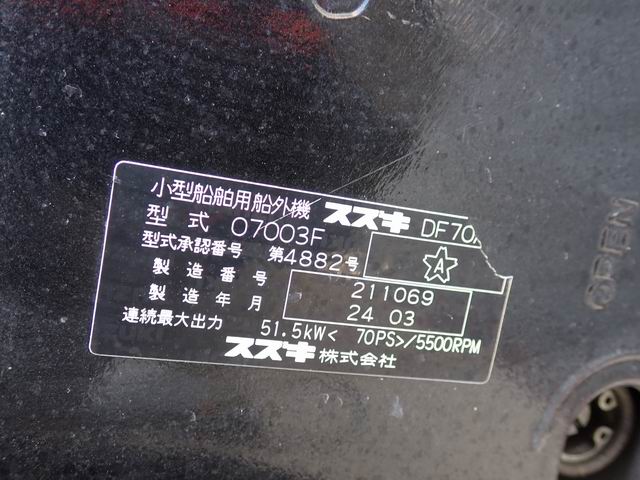 小型船舶用船外機 スズキ DF70
型式 07003F
型式承認番号 第4882号 A
製造番号 211069
製造年月 24 03
連続最大出力 51.5kW< 70PS>/5500RPM
スズキ株式会社
OPEN